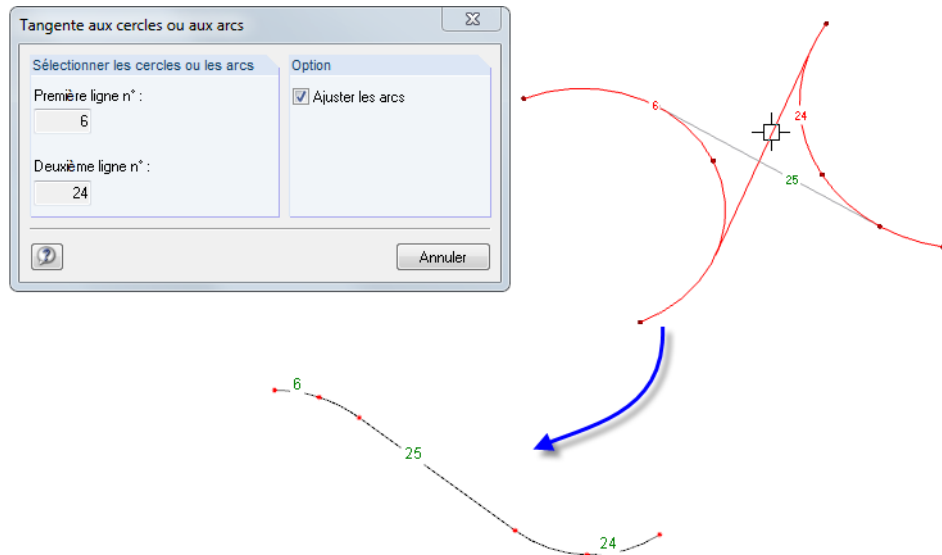 Tangente aux cercles ou aux arcs
Sélectionner les cercles ou les arcs
Première ligne n° :
6
Deuxième ligne n° :
24
Option
Ajuster les arcs
Annuler
6
24
25
6
25
24